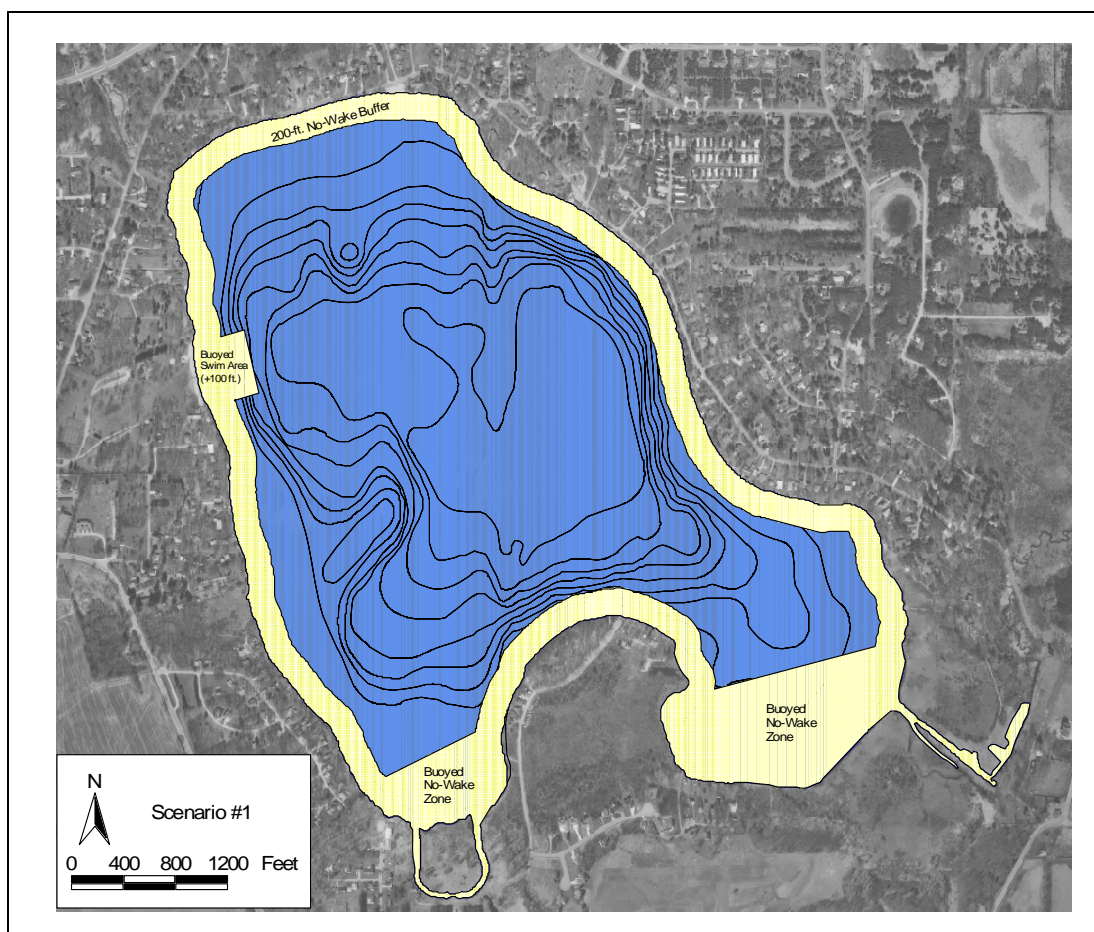 200-ft. No-Wake Buffer
Buoyed
Swim Area
(+100 ft.)
Buoyed
No-Wake
Zone
Buoyed
No-Wake
Zone
N
Scenario #1
0 400 800 1200 Feet